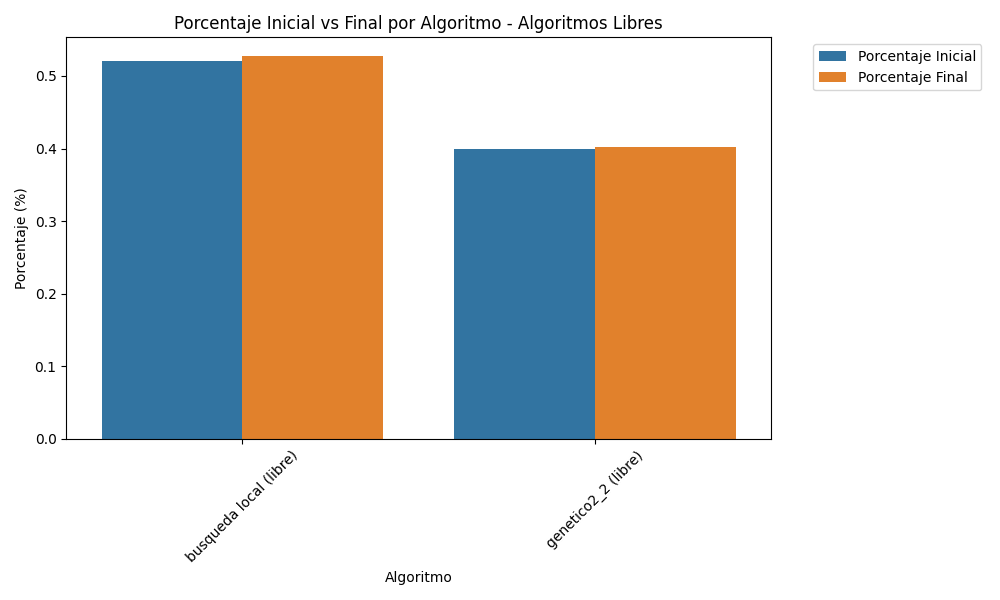 Porcentaje Inicial vs Final por Algoritmo - Algoritmos Libres
Porcentaje Inicial
Porcentaje Final
Porcentaje (%)
0.5
0.4
0.3
0.2
0.1
0.0
busqueda local (libre)
genetico2_2 (libre)
Algoritmo